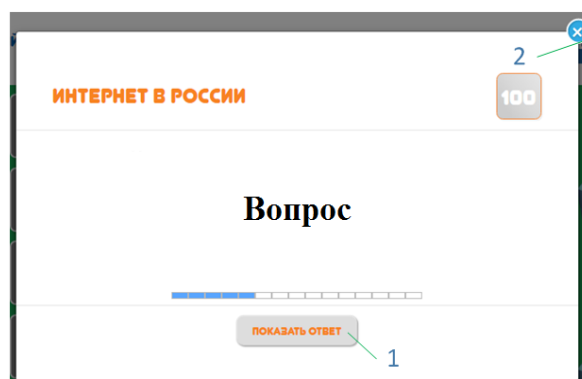 2
ИНТЕРНЕТ В РОССИИ
100
Вопрос
ПОКАЗАТЬ ОТВЕТ
1